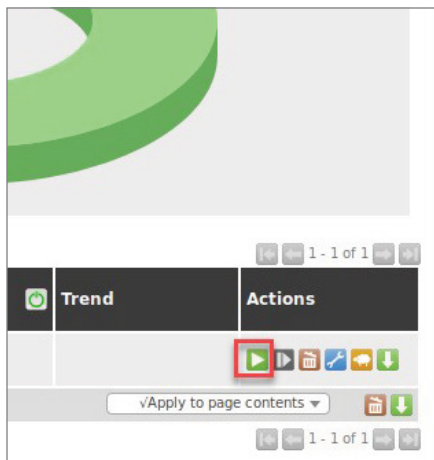 1 - 1 of 1
Trend Actions
√Apply to page contents
1 - 1 of 1